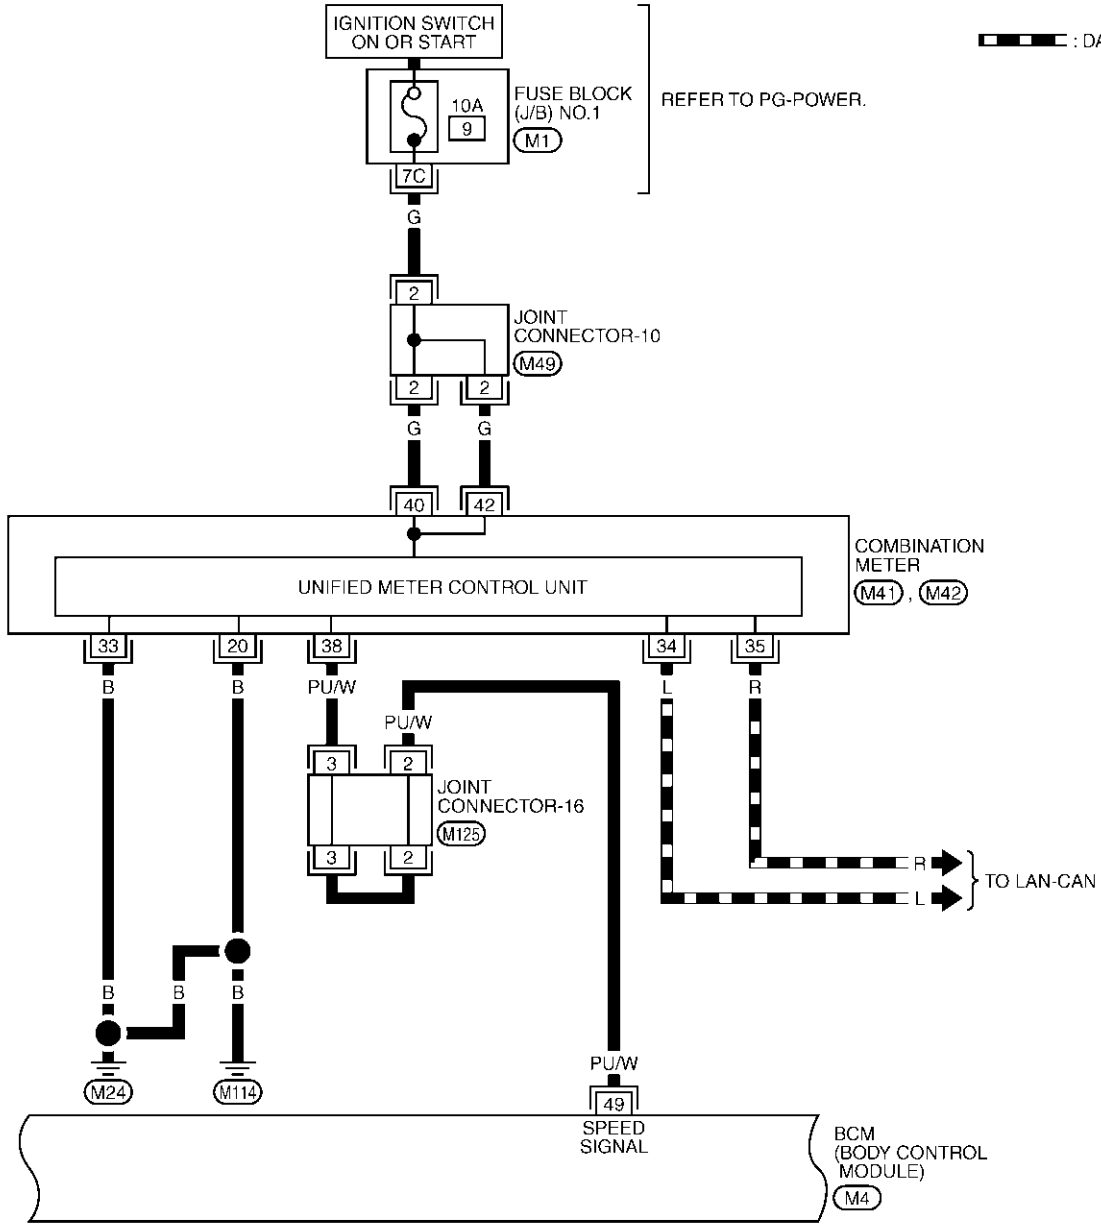 IGNITION SWITCH
ON OR START
: DA
10A
9
FUSE BLOCK
(J/B) NO.1
M1
REFER TO PG-POWER.
7C
G
2
JOINT
CONNECTOR-10
M49
2 2
G G
40 42
COMBINATION
METER
M41 , M42
UNIFIED METER CONTROL UNIT
33 20 38 34 35
B B PU/W L R
PU/W
3 2
JOINT
CONNECTOR-16
M125
3 2
R
L
TO LAN-CAN
B B B
M24 M114
PU/W
49
SPEED
SIGNAL
BCM
(BODY CONTROL
MODULE)
M4